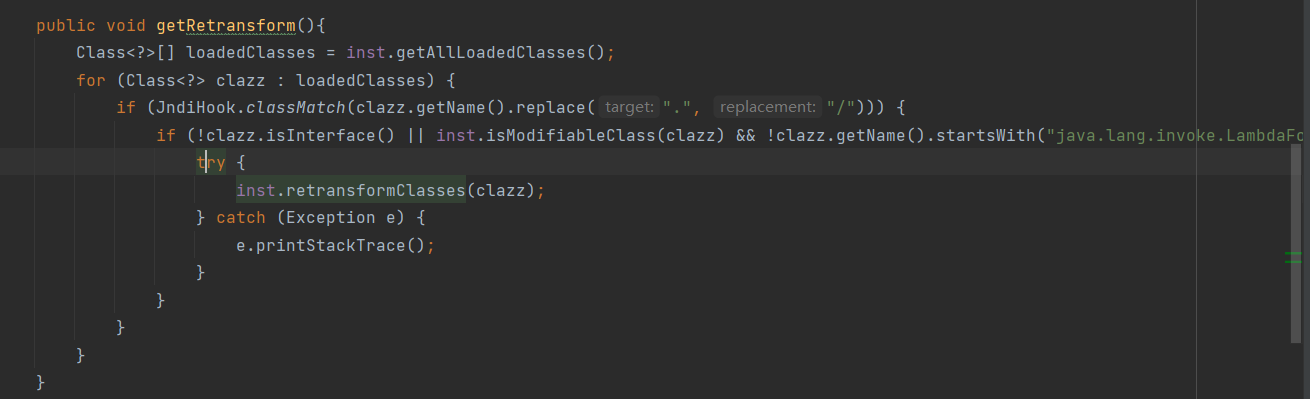 public void getRetransform(){
Class<?>[] loadedClasses = inst.getAllLoadedClasses();
for (Class<?> clazz : loadedClasses) {
if (JndiHook.classMatch(clazz.getName().replace( target: ".", replacement: "/"))) {
if (!clazz.isInterface() || inst.isModifiableClass(clazz) && !clazz.getName().startsWith("java.lang.invoke.LambdaFo
try {
inst.retransformClasses(clazz);
} catch (Exception e) {
e.printStackTrace();
}
}
}
}
}